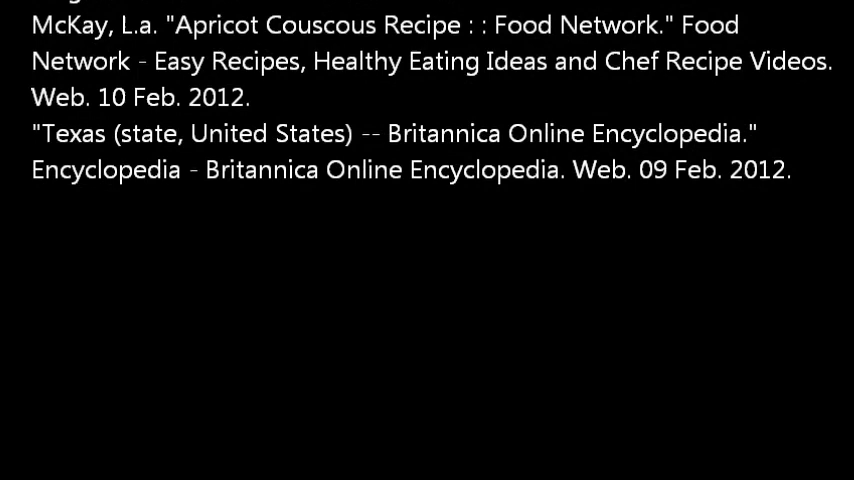 McKay, L.a. "Apricot Couscous Recipe : : Food Network." Food
Network - Easy Recipes, Healthy Eating Ideas and Chef Recipe Videos.
Web. 10 Feb. 2012.
"Texas (state, United States) -- Britannica Online Encyclopedia."
Encyclopedia - Britannica Online Encyclopedia. Web. 09 Feb. 2012.